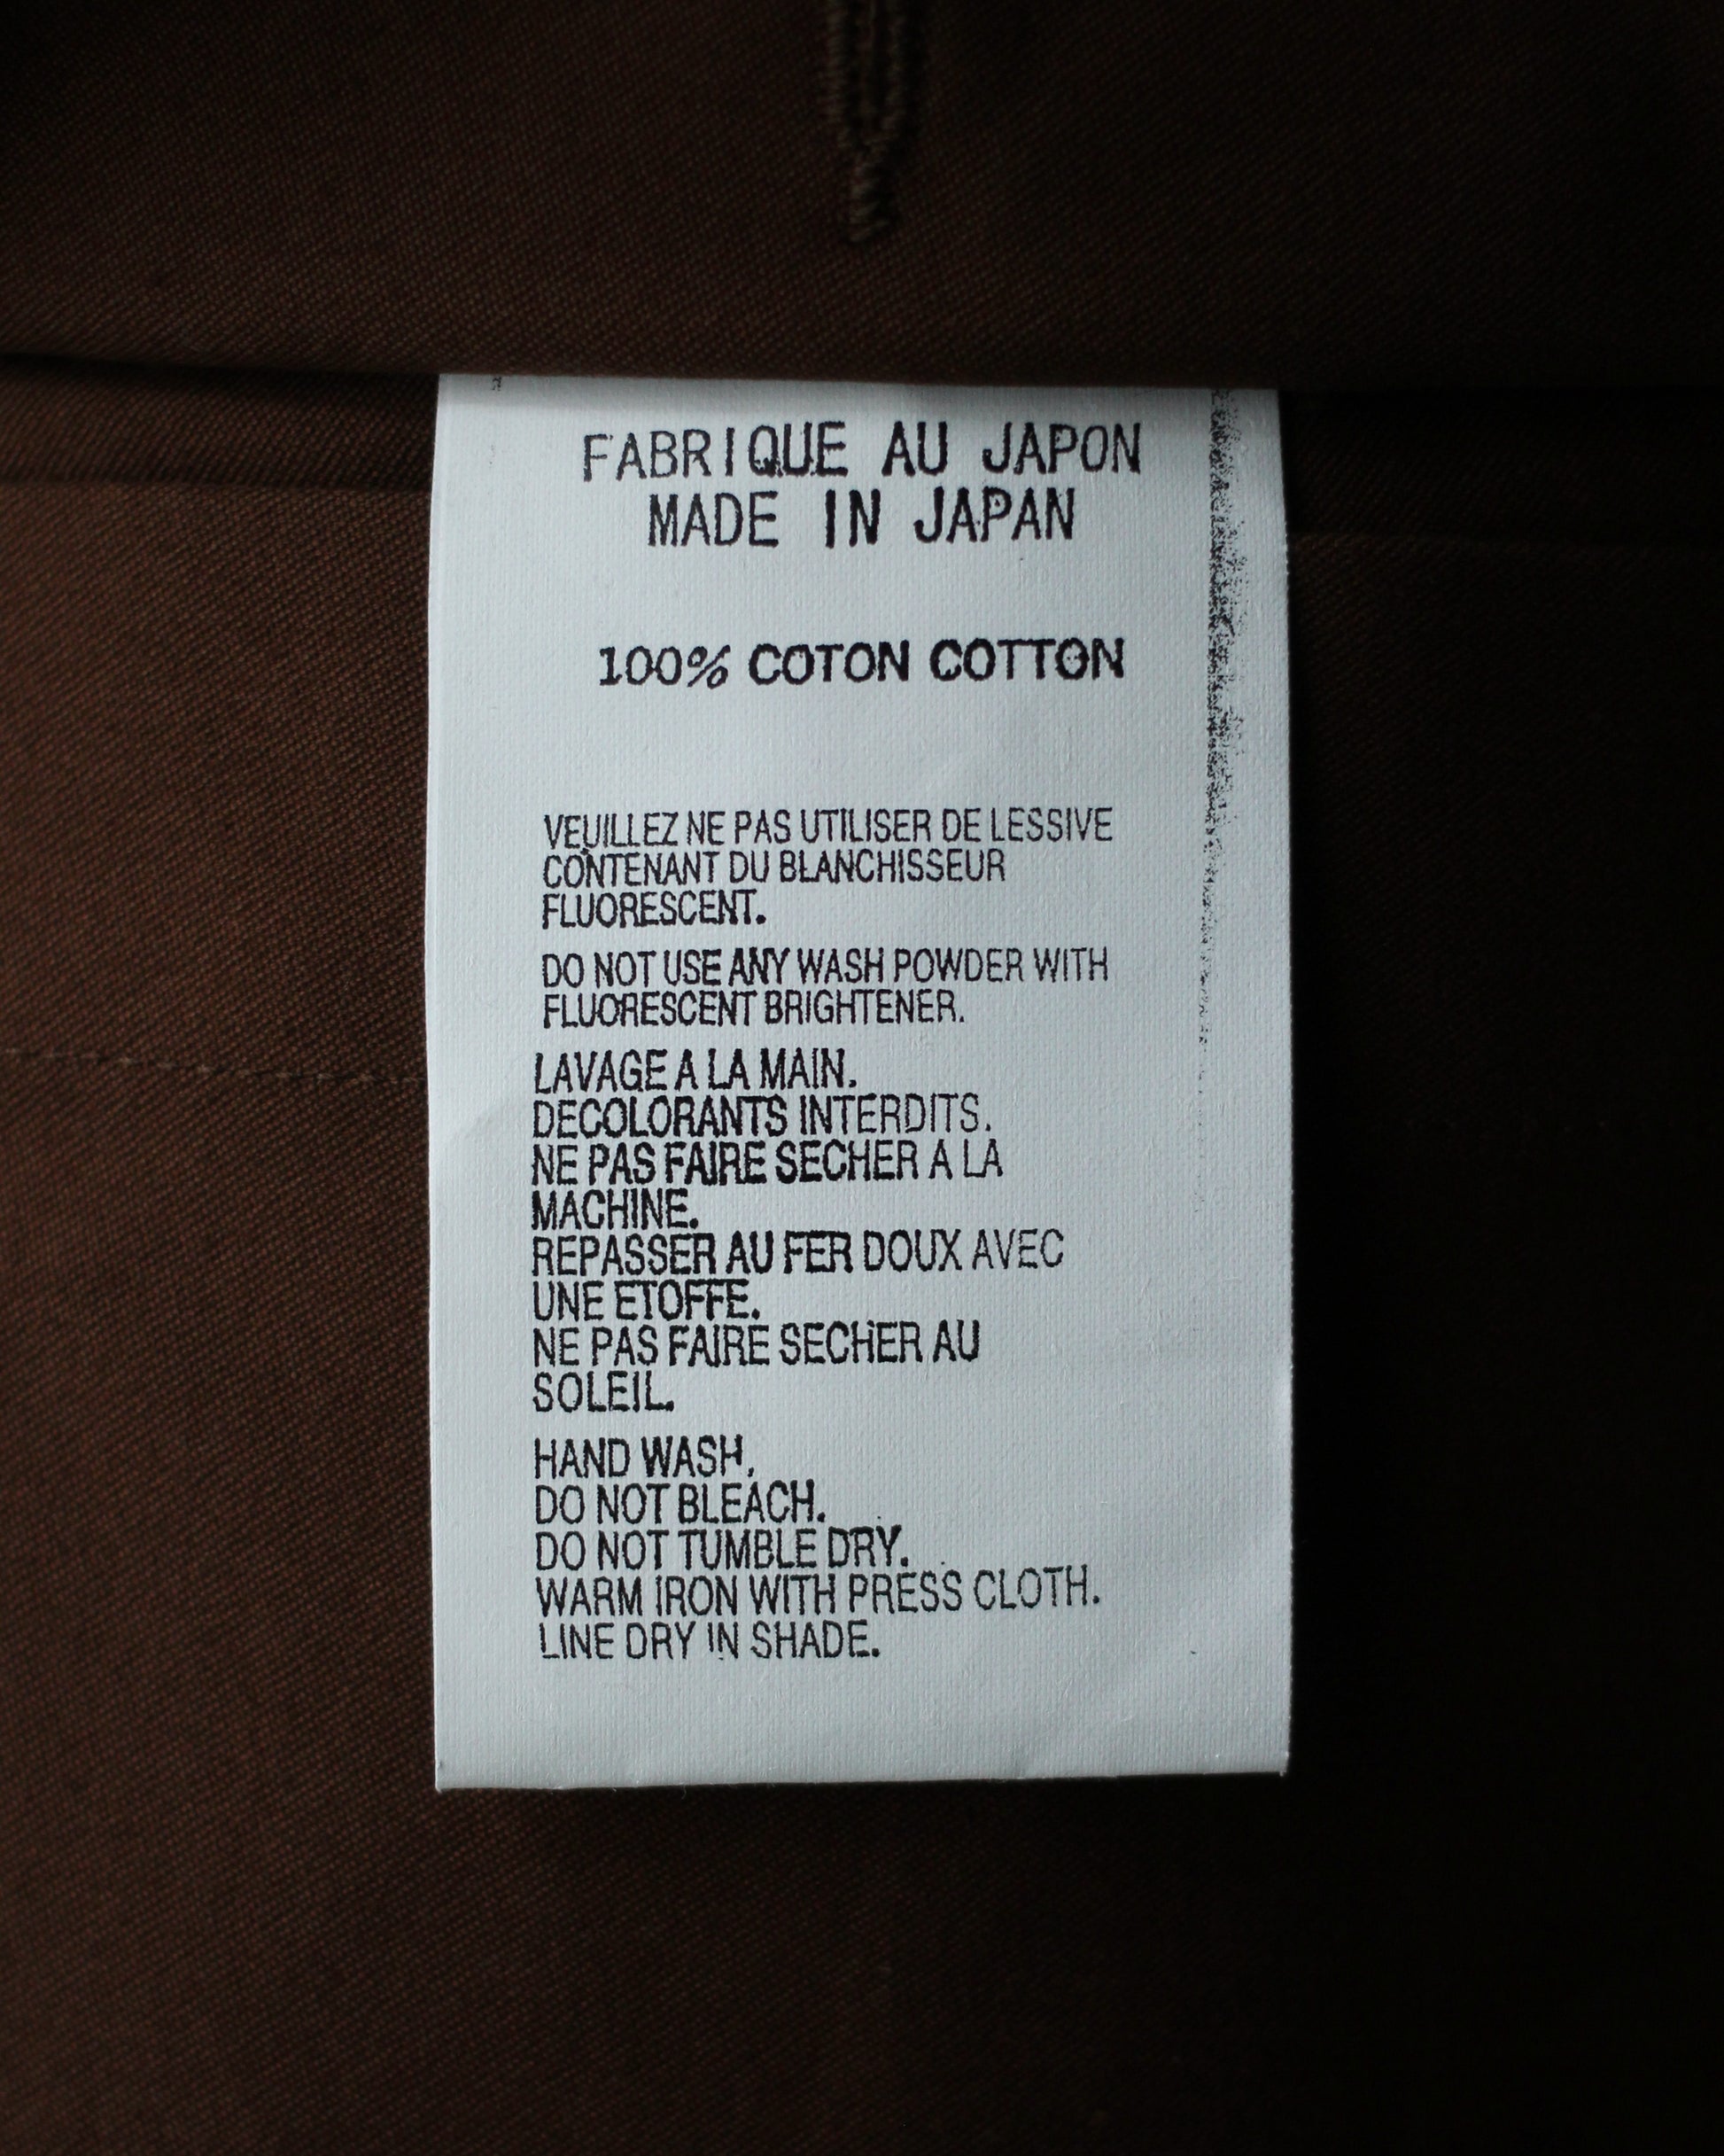 FABRIQUE AU JAPON
MADE IN JAPAN
100% COTON COTTON
VEUILLEZ NE PAS UTILISER DE LESSIVE
CONTENANT DU BLANCHISSEUR
FLUORESCENT.
DO NOT USE ANY WASH POWDER WITH
FLUORESCENT BRIGHTENER.
LAVAGE A LA MAIN.
DECOLORANTS INTERDITS.
NE PAS FAIRE SECHER A LA
MACHINE.
REPASSER AU FER DOUX AVEC
UNE ETOFFE.
NE PAS FAIRE SECHER AU
SOLEIL.
HAND WASH.
DO NOT BLEACH.
DO NOT TUMBLE DRY.
WARM IRON WITH PRESS CLOTH.
LINE DRY IN SHADE.